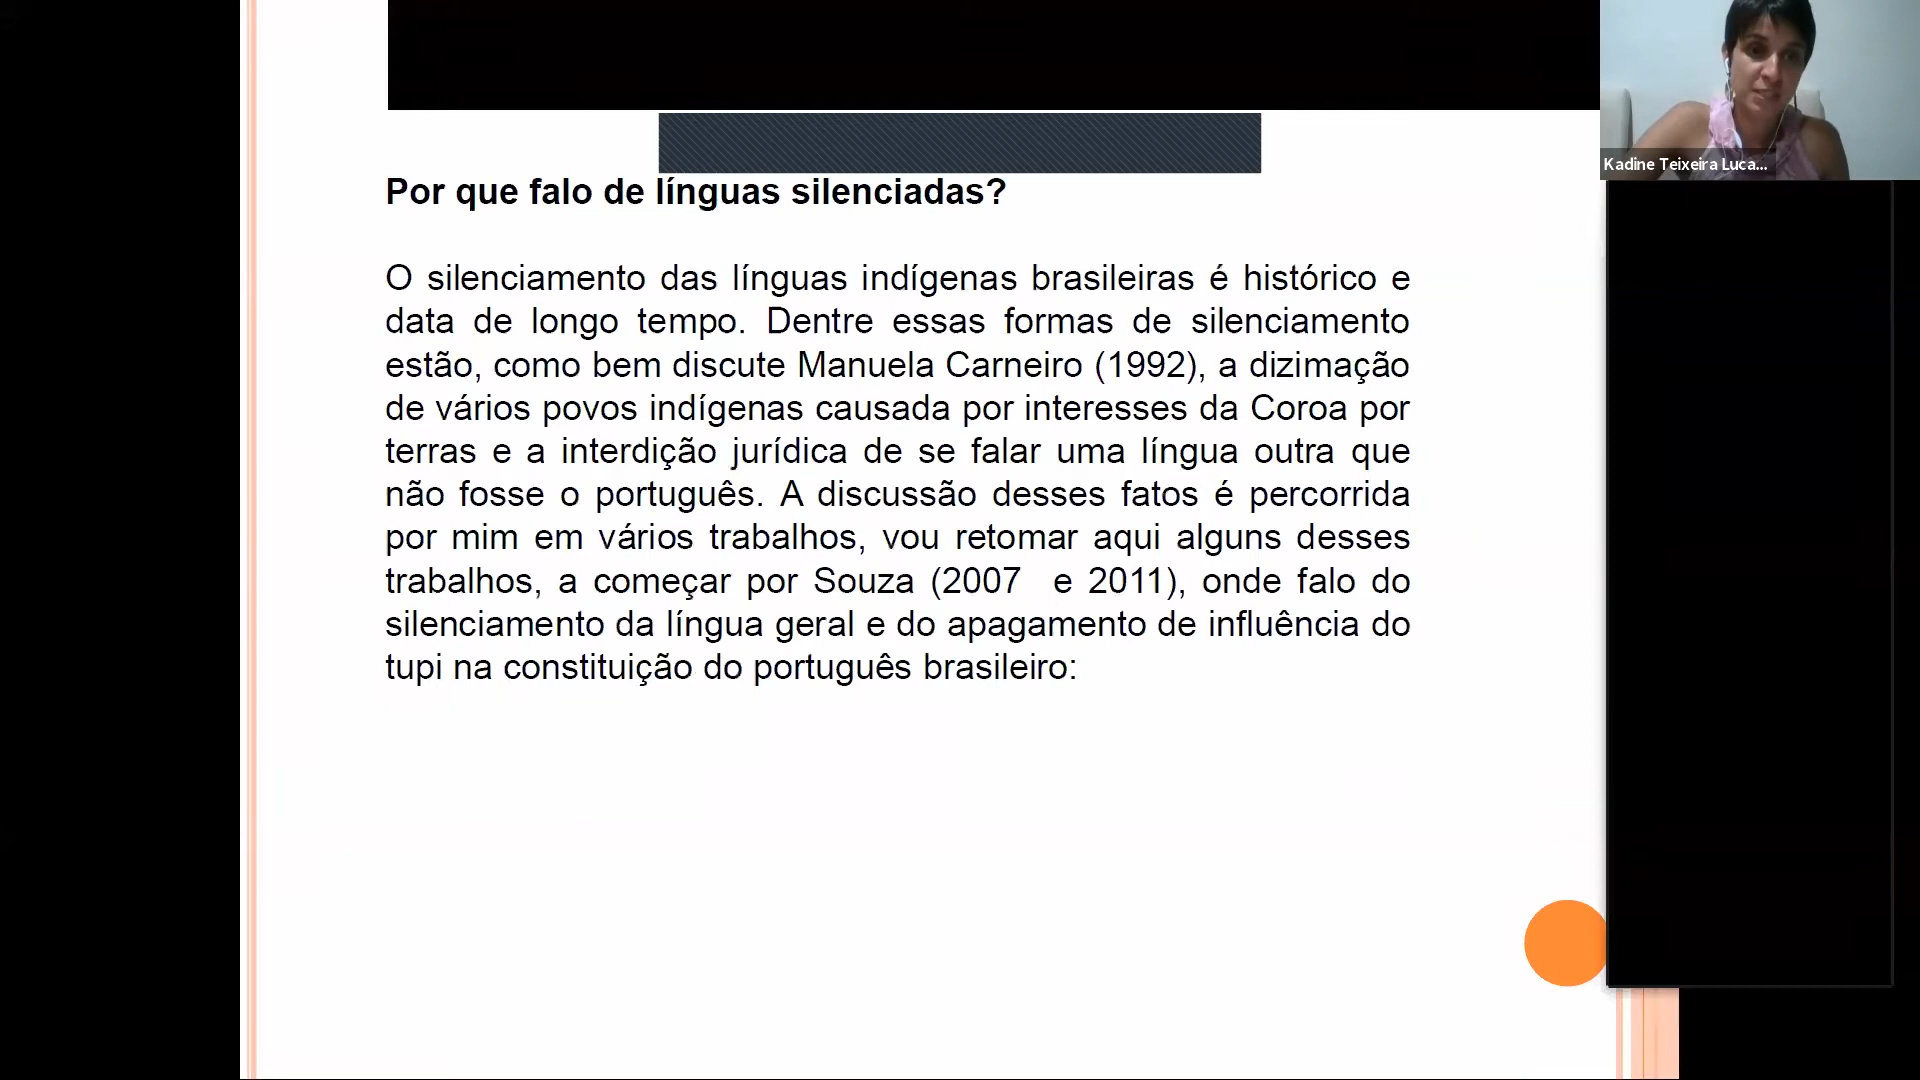 Por que falo de línguas silenciadas?
O silenciamento das línguas indígenas brasileiras é histórico e
data de longo tempo. Dentre essas formas de silenciamento
estão, como bem discute Manuela Carneiro (1992), a dizimação
de vários povos indígenas causada por interesses da Coroa por
terras e a interdição jurídica de se falar uma língua outra que
não fosse o português. A discussão desses fatos é percorrida
por mim em vários trabalhos, vou retomar aqui alguns desses
trabalhos, a começar por Souza (2007 e 2011), onde falo do
silenciamento da língua geral e do apagamento de influência do
tupi na constituição do português brasileiro:
Kadine Teixeira Luca...